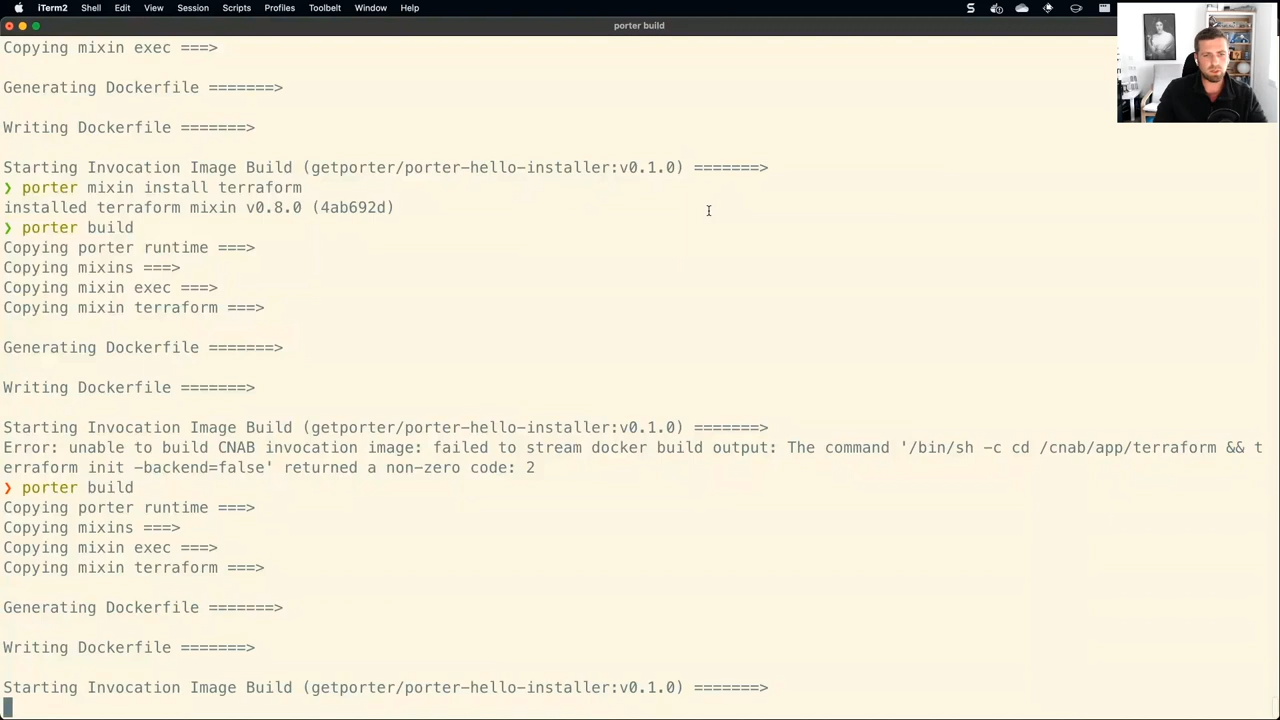 iTerm2 Shell Edit View Session Scripts Profiles Toolbelt Window Help
porter build
Copying mixin exec ===>
Generating Dockerfile =======>
Writing Dockerfile =======>
Starting Invocation Image Build (getporter/porter-hello-installer:v0.1.0) =======>
❯ porter mixin install terraform
installed terraform mixin v0.8.0 (4ab692d)
❯ porter build
Copying porter runtime ===>
Copying mixins ===>
Copying mixin exec ===>
Copying mixin terraform ===>
Generating Dockerfile =======>
Writing Dockerfile =======>
Starting Invocation Image Build (getporter/porter-hello-installer:v0.1.0) =======>
Error: unable to build CNAB invocation image: failed to stream docker build output: The command '/bin/sh -c cd /cnab/app/terraform && t
erraform init -backend=false' returned a non-zero code: 2
❯ porter build
Copying porter runtime ===>
Copying mixins ===>
Copying mixin exec ===>
Copying mixin terraform ===>
Generating Dockerfile =======>
Writing Dockerfile =======>
Starting Invocation Image Build (getporter/porter-hello-installer:v0.1.0) =======>